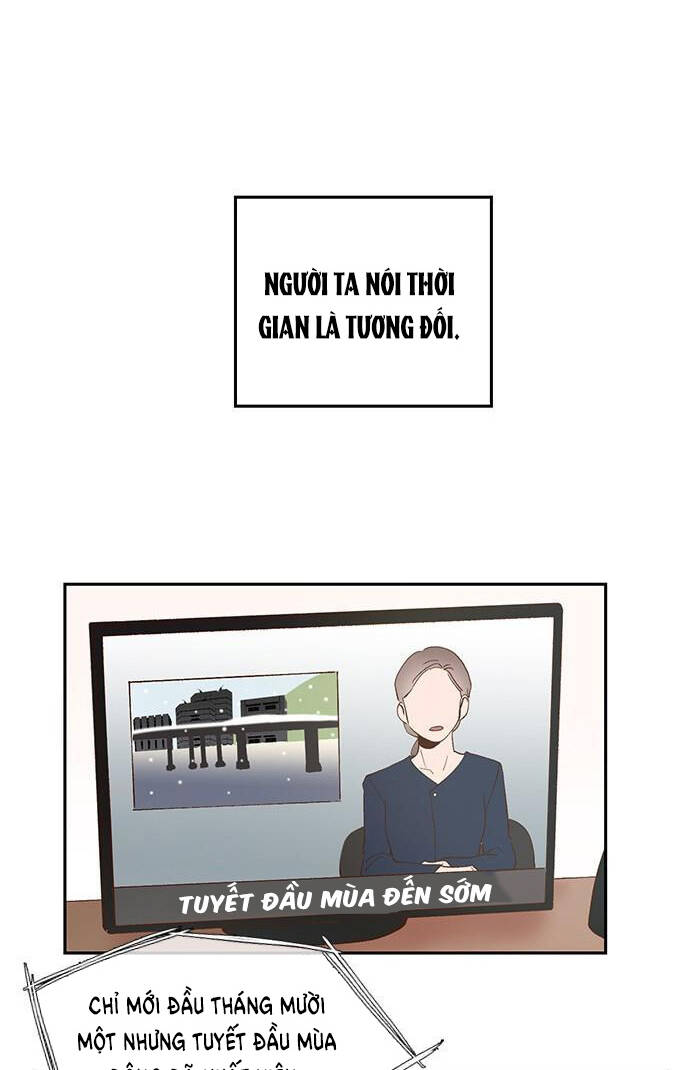 NGƯỜI TA NÓI THỜI
GIAN LÀ TƯƠNG ĐỐI.
TUYẾT ĐẦU MÙA ĐẾN SỚM
CHỈ MỚI ĐẦU THÁNG MƯỜI
MỘT NHƯNG TUYẾT ĐẦU MÙA